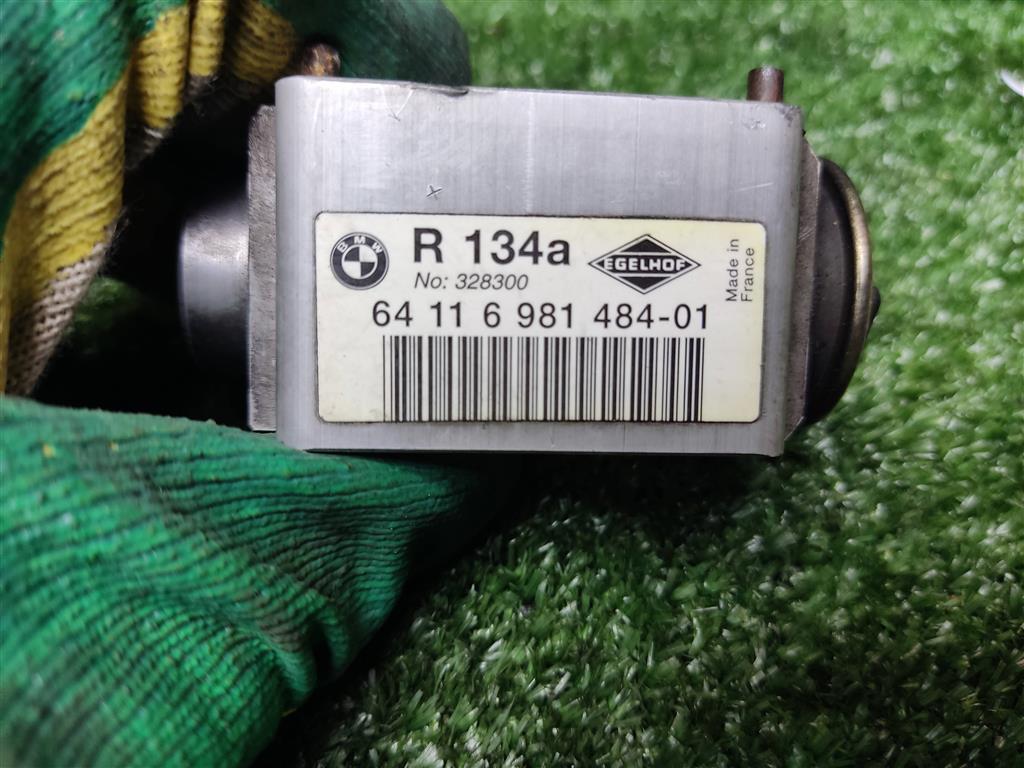 BMW
R 134a
EGELHOF
No: 328300
64 11 6 981 484-01
Made in
France